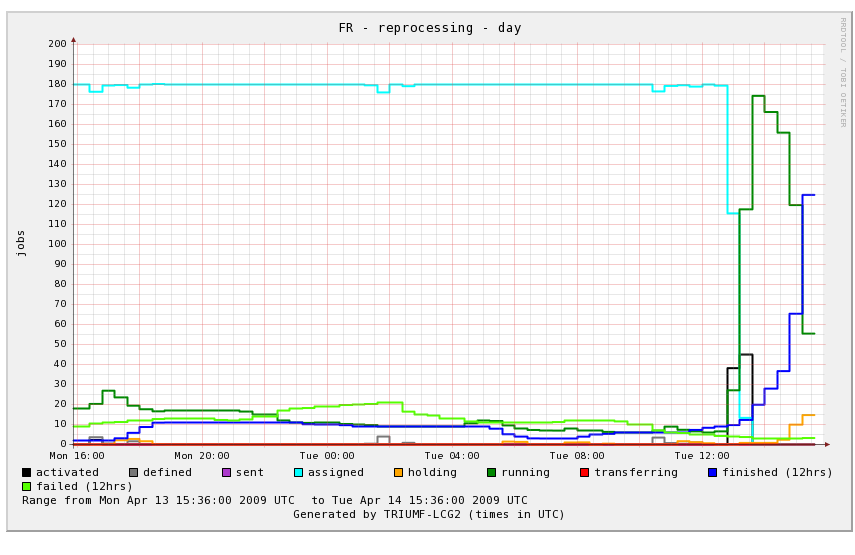 FR - reprocessing - day
RRDTOOL / TOBI OETIKER
jobs
200
190
180
170
160
150
140
130
120
110
100
90
80
70
60
50
40
30
20
10
0
Mon 16:00 Mon 20:00 Tue 00:00 Tue 04:00 Tue 08:00 Tue 12:00
activated defined sent assigned holding running transferring finished (12hrs)
failed (12hrs)
Range from Mon Apr 13 15:36:00 2009 UTC to Tue Apr 14 15:36:00 2009 UTC
Generated by TRIUMF-LCG2 (times in UTC)